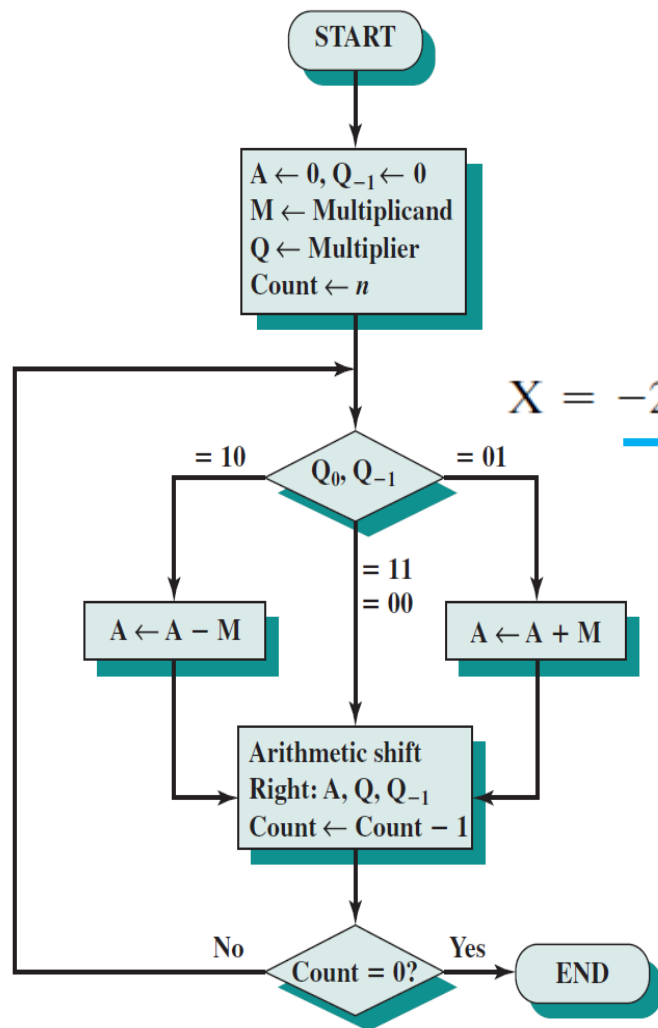 START
A ← 0, Q₋₁ ← 0
M ← Multiplicand
Q ← Multiplier
Count ← n
X = −2
= 10
Q₀, Q₋₁
= 01
= 11
= 00
A ← A − M
A ← A + M
Arithmetic shift
Right: A, Q, Q₋₁
Count ← Count − 1
No
Count = 0?
Yes
END